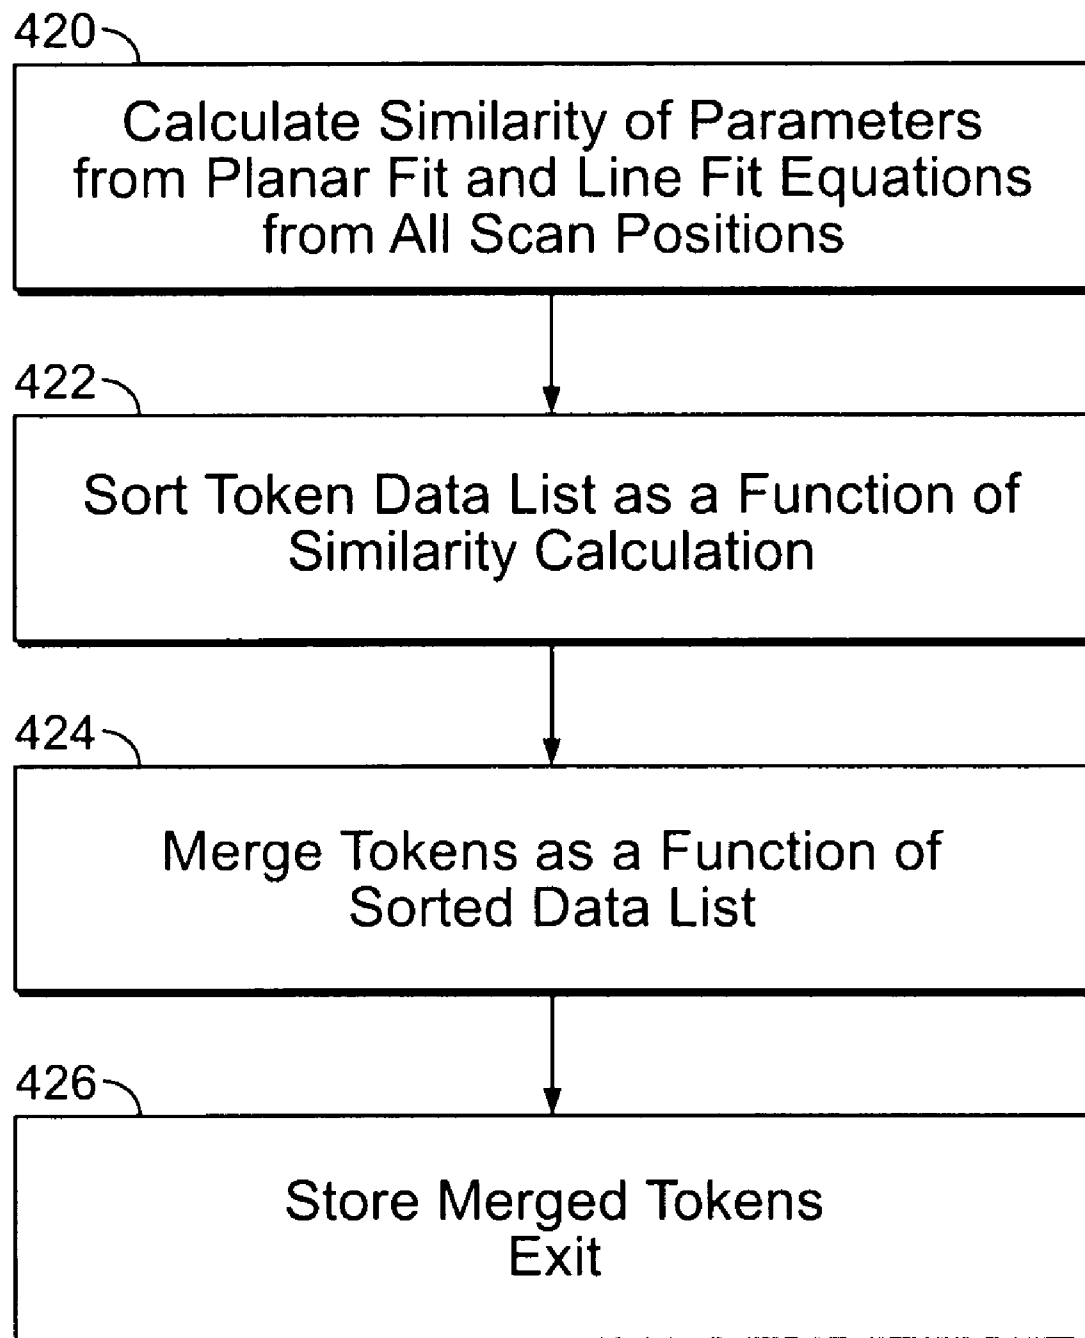 420
Calculate Similarity of Parameters
from Planar Fit and Line Fit Equations
from All Scan Positions
422
Sort Token Data List as a Function of
Similarity Calculation
424
Merge Tokens as a Function of
Sorted Data List
426
Store Merged Tokens
Exit